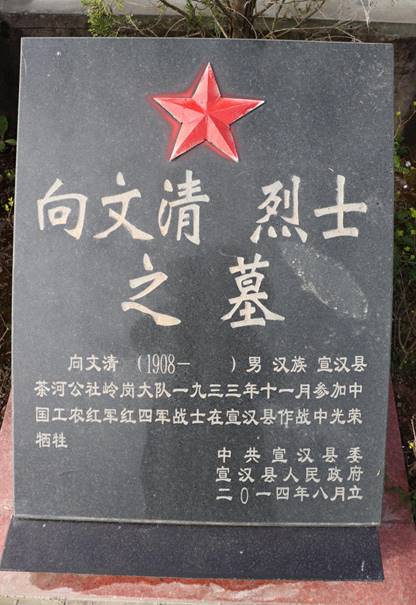 向文清 烈士
之墓
向文清 (1908— ) 男 汉族 宣汉县
茶河公社岭岗大队一九三三年十一月参加中
国工农红军红四军战士在宣汉县作战中光荣
牺牲
中共宣汉县委
宣汉县人民政府
二0一四年八月立